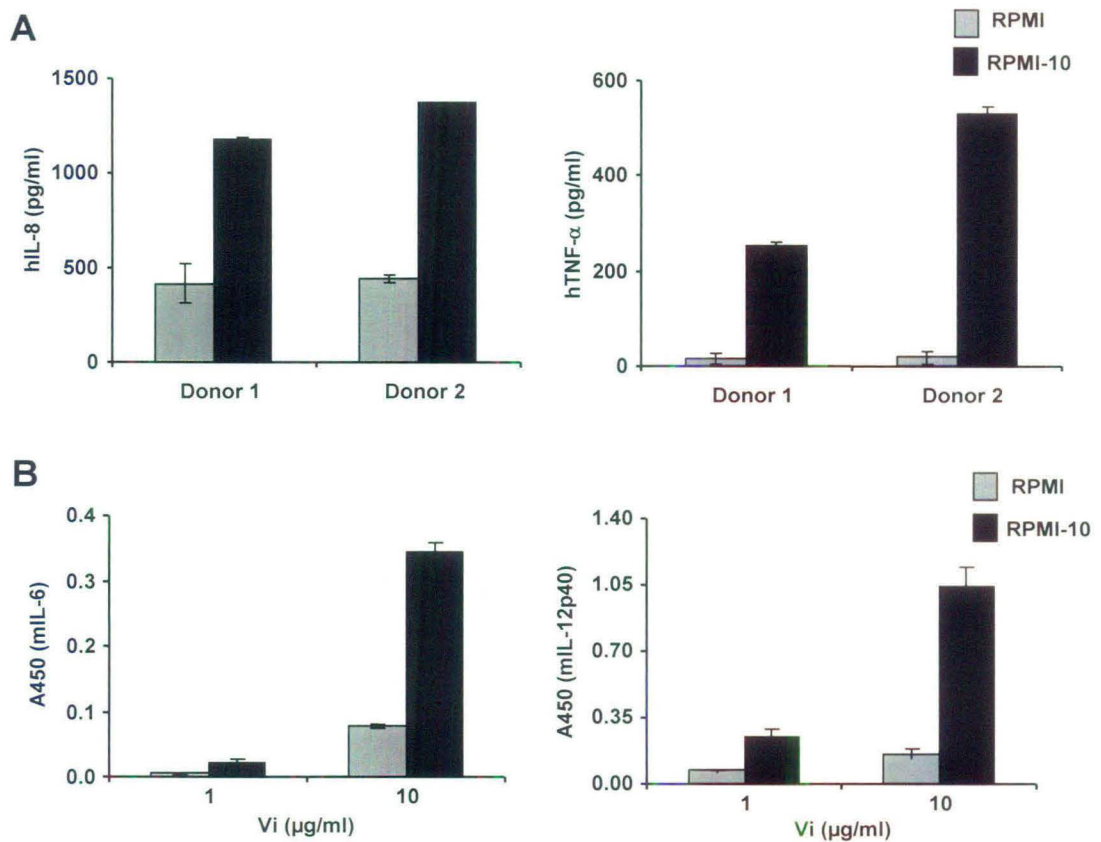 A
RPMI
RPMI-10
hIL-8 (pg/ml)
1500
1000
500
0
Donor 1
Donor 2
hTNF-α (pg/ml)
600
400
200
0
Donor 1
Donor 2
B
RPMI
RPMI-10
A450 (mIL-6)
0.4
0.3
0.2
0.1
0.0
1
10
Vi (µg/ml)
A450 (mIL-12p40)
1.40
1.05
0.70
0.35
0.00
1
10
Vi (µg/ml)